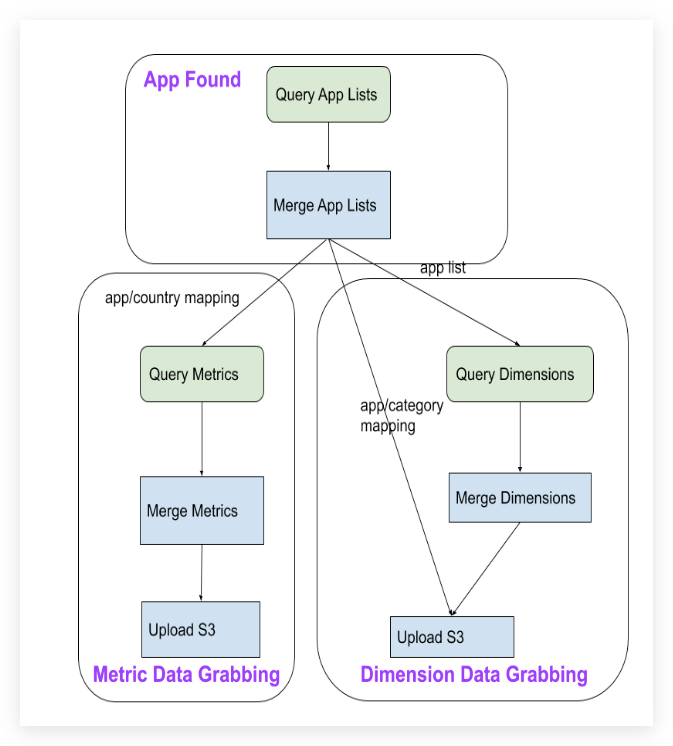 App Found
Query App Lists
Merge App Lists
app list
app/country mapping
Query Metrics
Query Dimensions
app/category
mapping
Merge Metrics
Merge Dimensions
Upload S3
Upload S3
Metric Data Grabbing
Dimension Data Grabbing